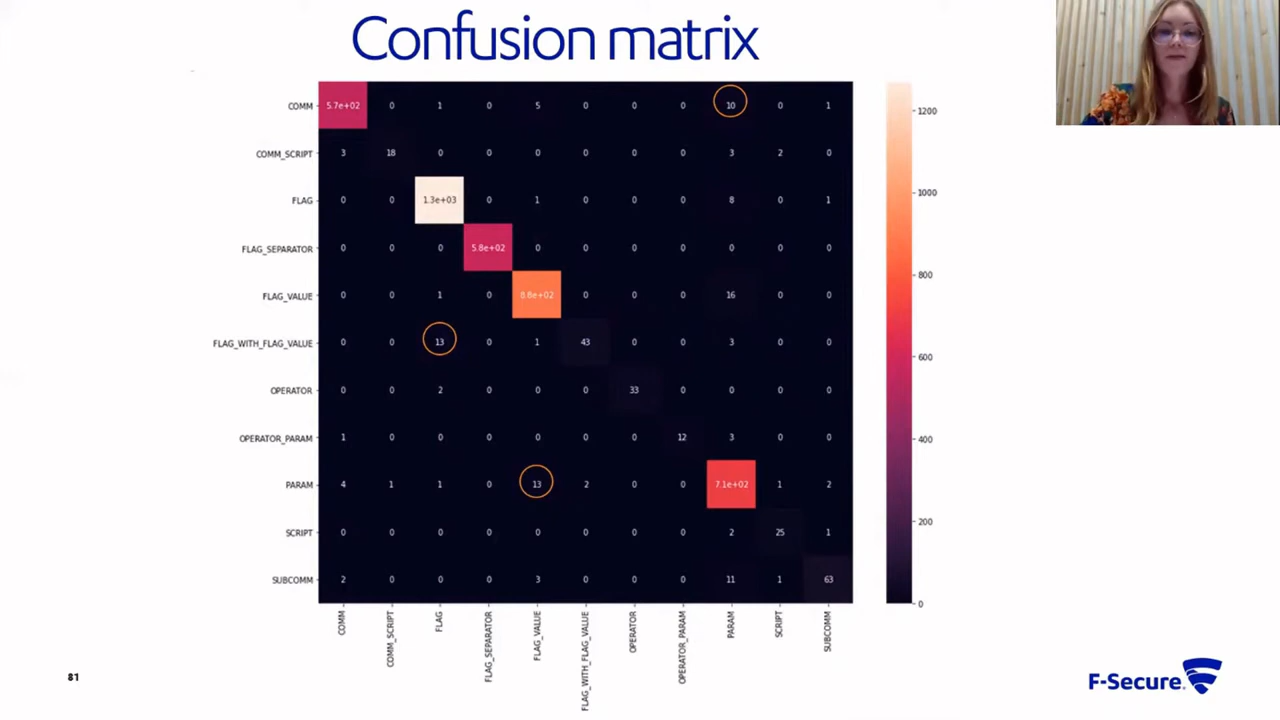 Confusion matrix
COMM 5.7e+02 0 1 0 5 0 0 0 10 0 1
COMM_SCRIPT 3 18 0 0 0 0 0 0 3 2 0
FLAG 0 0 1.3e+03 0 1 0 0 0 8 0 1
FLAG_SEPARATOR 0 0 0 5.8e+02 0 0 0 0 0 0 0
FLAG_VALUE 0 0 1 0 8.8e+02 0 0 0 16 0 0
FLAG_WITH_FLAG_VALUE 0 0 13 0 1 43 0 0 3 0 0
OPERATOR 0 0 2 0 0 0 33 0 0 0 0
OPERATOR_PARAM 1 0 0 0 0 0 0 12 3 0 0
PARAM 4 1 1 0 13 2 0 0 7.1e+02 1 2
SCRIPT 0 0 0 0 0 0 0 0 2 25 1
SUBCOMM 2 0 0 0 3 0 0 0 11 1 63
COMM COMM_SCRIPT FLAG FLAG_SEPARATOR FLAG_VALUE FLAG_WITH_FLAG_VALUE OPERATOR OPERATOR_PARAM PARAM SCRIPT SUBCOMM
1200
1000
800
600
400
200
0
81
F-Secure